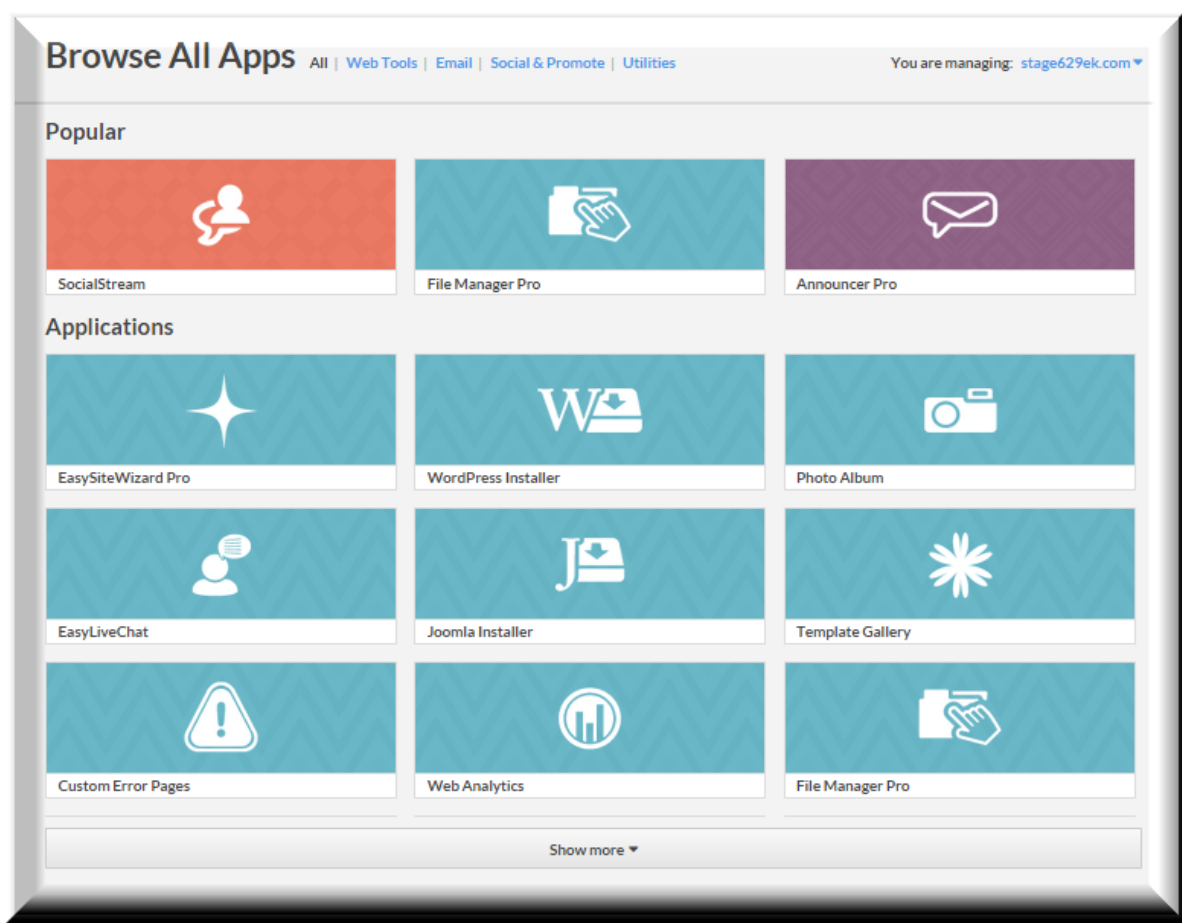 Browse All Apps All | Web Tools | Email | Social & Promote | Utilities You are managing: stage629ek.com
Popular
SocialStream File Manager Pro Announcer Pro
Applications
W
EasySiteWizard Pro WordPress Installer Photo Album
J
EasyLiveChat Joomla Installer Template Gallery
!
Custom Error Pages Web Analytics File Manager Pro
Show more